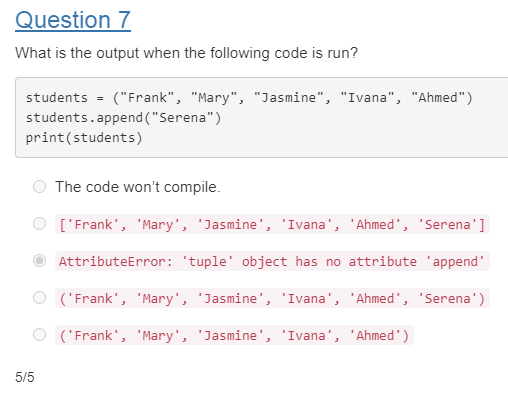 Question 7
What is the output when the following code is run?
students = ("Frank", "Mary", "Jasmine", "Ivana", "Ahmed")
students.append("Serena")
print(students)
The code won't compile.
['Frank', 'Mary', 'Jasmine', 'Ivana', 'Ahmed', 'Serena']
AttributeError: 'tuple' object has no attribute 'append'
('Frank', 'Mary', 'Jasmine', 'Ivana', 'Ahmed', 'Serena')
('Frank', 'Mary', 'Jasmine', 'Ivana', 'Ahmed')
5/5